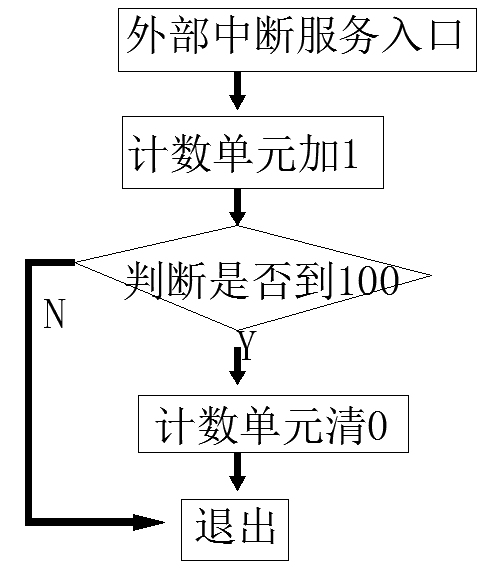 外部中断服务入口
计数单元加1
判断是否到100
N
Y
计数单元清0
退出